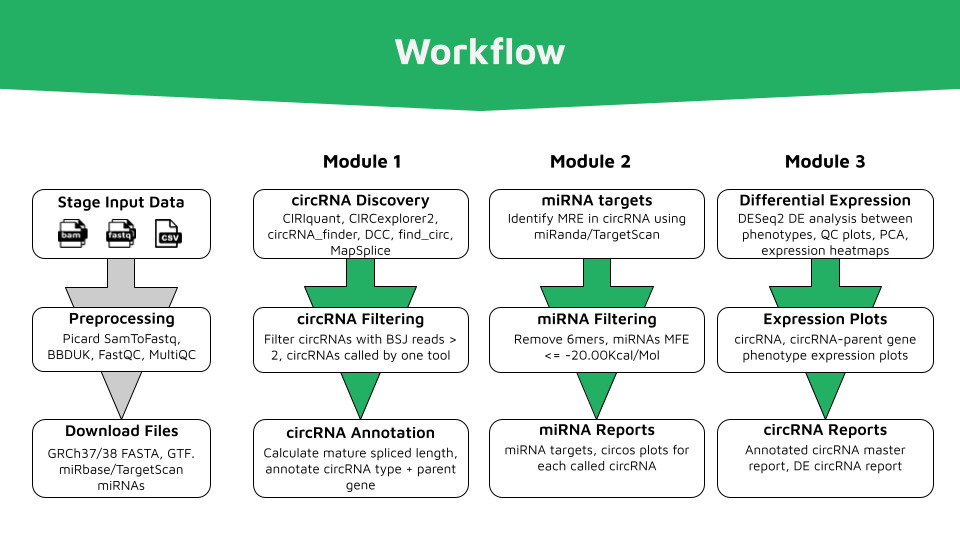 Workflow
Module 1
Module 2
Module 3
Stage Input Data
bam
fastq
CSV
Preprocessing
Picard SamToFastq,
BBDUK, FastQC, MultiQC
Download Files
GRCh37/38 FASTA, GTF.
miRbase/TargetScan
miRNAs
circRNA Discovery
CIRIquant, CIRCexplorer2,
circRNA_finder, DCC, find_circ,
MapSplice
circRNA Filtering
Filter circRNAs with BSJ reads >
2, circRNAs called by one tool
circRNA Annotation
Calculate mature spliced length,
annotate circRNA type + parent
gene
miRNA targets
Identify MRE in circRNA using
miRanda/TargetScan
miRNA Filtering
Remove 6mers, miRNAs MFE
<= -20.00Kcal/Mol
miRNA Reports
miRNA targets, circos plots for
each called circRNA
Differential Expression
DESeq2 DE analysis between
phenotypes, QC plots, PCA,
expression heatmaps
Expression Plots
circRNA, circRNA-parent gene
phenotype expression plots
circRNA Reports
Annotated circRNA master
report, DE circRNA report